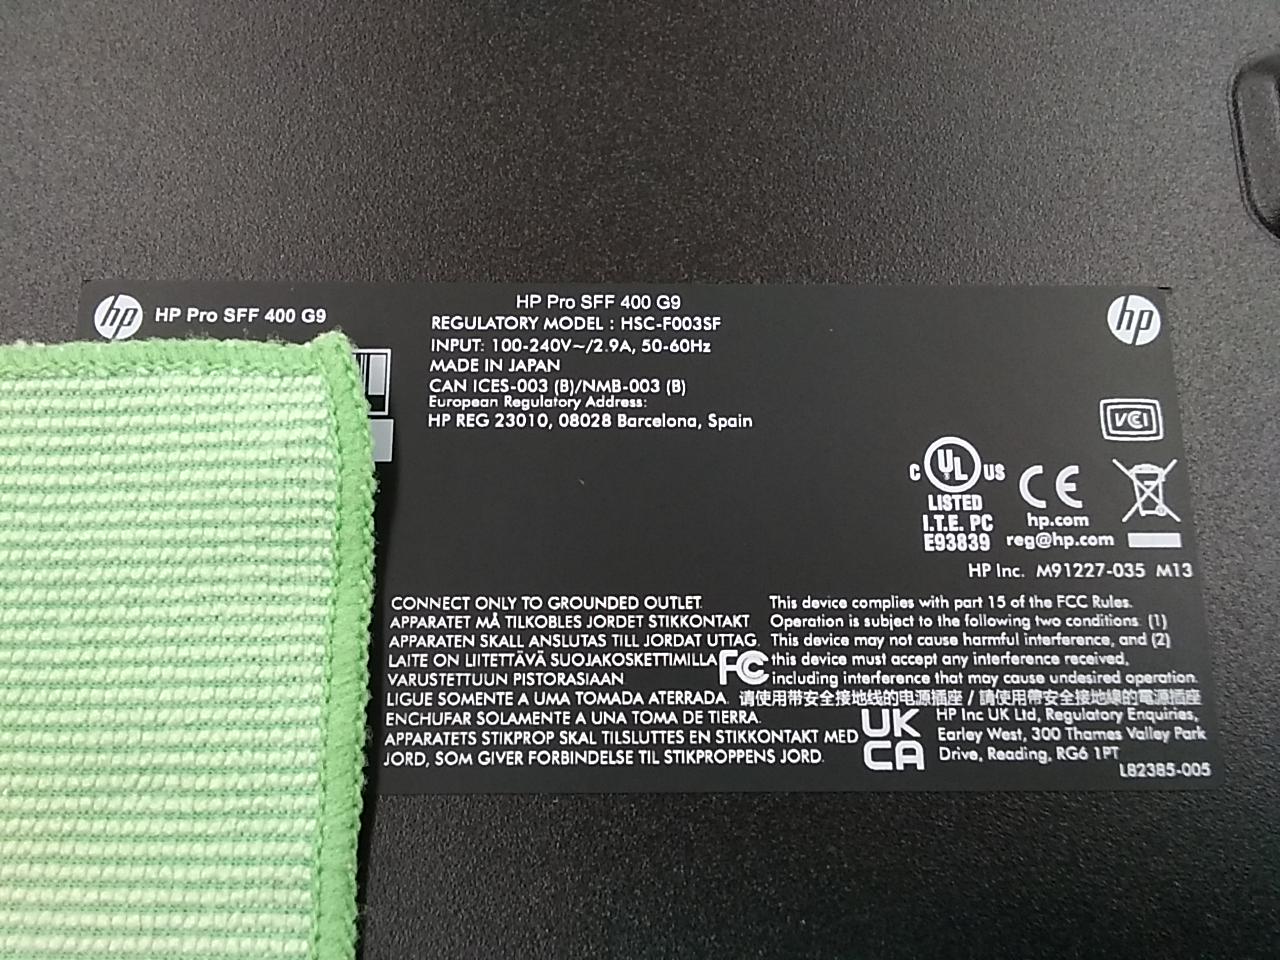 hp HP Pro SFF 400 G9
HP Pro SFF 400 G9
REGULATORY MODEL : HSC-F003SF
INPUT: 100-240V~/2.9A, 50-60Hz
MADE IN JAPAN
CAN ICES-003 (B)/NMB-003 (B)
European Regulatory Address:
HP REG 23010, 08028 Barcelona, Spain
hp
VCI
C UL US
LISTED
I.T.E. PC
E93839
CE
hp.com
reg@hp.com
HP Inc. M91227-035 M13
CONNECT ONLY TO GROUNDED OUTLET.
APPARATET MÅ TILKOBLES JORDET STIKKONTAKT
APPARATEN SKALL ANSLUTAS TILL JORDAT UTTAG.
LAITE ON LIITETTÄVÄ SUOJAKOSKETTIMILLA
VARUSTETTUUN PISTORASIAAN
LIGUE SOMENTE A UMA TOMADA ATERRADA. 请使用带安全接地线的电源插座 / 請使用帶安全接地線的電源插座
ENCHUFAR SOLAMENTE A UNA TOMA DE TIERRA.
APPARATETS STIKPROP SKAL TILSLUTTES EN STIKKONTAKT MED
JORD, SOM GIVER FORBINDELSE TIL STIKPROPPENS JORD.
This device complies with part 15 of the FCC Rules.
Operation is subject to the following two conditions. (1)
This device may not cause harmful interference, and (2)
FC this device must accept any interference received,
including interference that may cause undesired operation.
UK
CA
HP Inc UK Ltd, Regulatory Enquiries,
Earley West, 300 Thames Valley Park
Drive, Reading, RG6 1PT
L82385-005